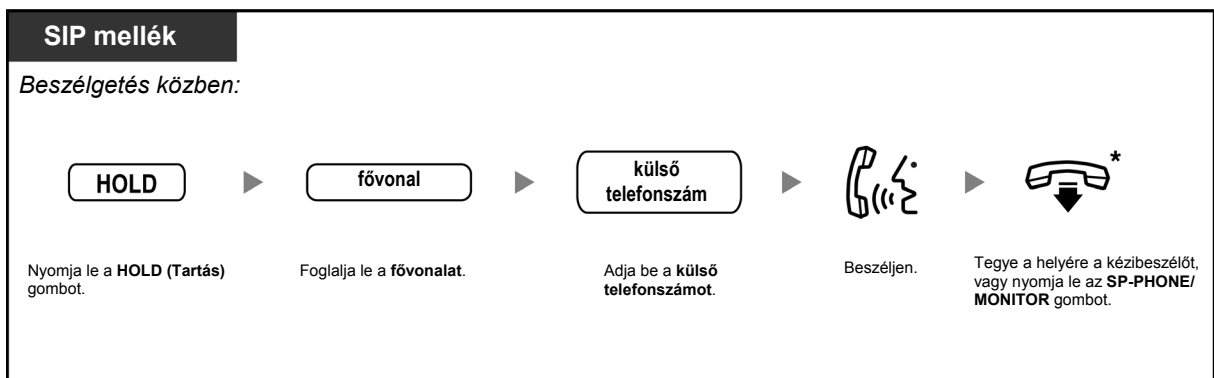 SIP mellék
Beszélgetés közben:
HOLD
fővonal
külső
telefonszám
*
Nyomja le a HOLD (Tartás)
gombot.
Foglalja le a fővonalat.
Adja be a külső
telefonszámot.
Beszéljen.
Tegye a helyére a kézibeszélőt,
vagy nyomja le az SP-PHONE/
MONITOR gombot.